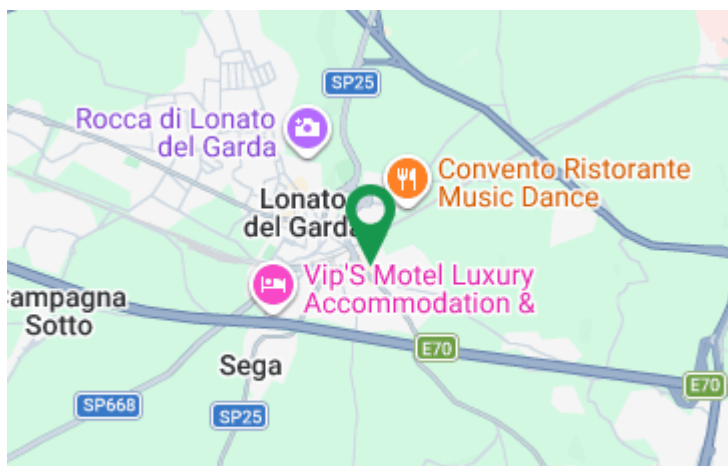 SP25
Rocca di Lonato
del Garda
Convento Ristorante
Music Dance
Lonato
del Garda
Vip'S Motel Luxury
Accommodation &
Campagna
Sotto
E70
Sega
E70
SP668
SP25